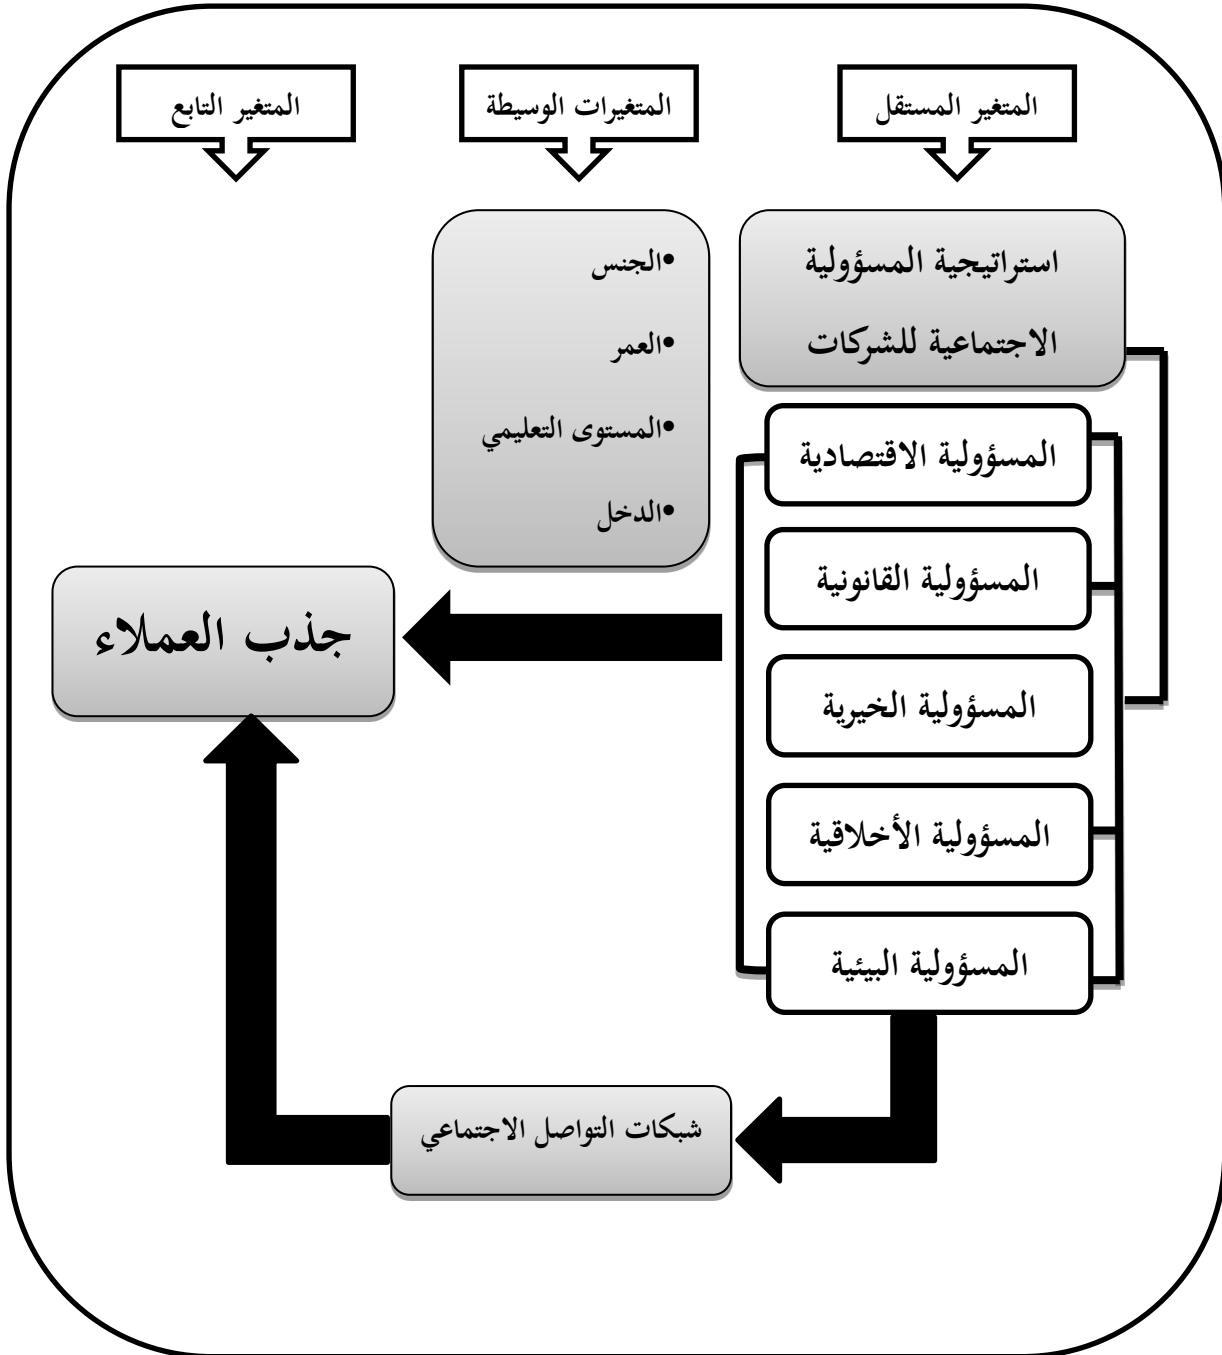 المتغير المستقل
المتغيرات الوسيطة
المتغير التابع
استراتيجية المسؤولية
الاجتماعية للشركات
•الجنس
•العمر
•المستوى التعليمي
•الدخل
المسؤولية الاقتصادية
المسؤولية القانونية
المسؤولية الخيرية
المسؤولية الأخلاقية
المسؤولية البيئية
جذب العملاء
شبكات التواصل الاجتماعي